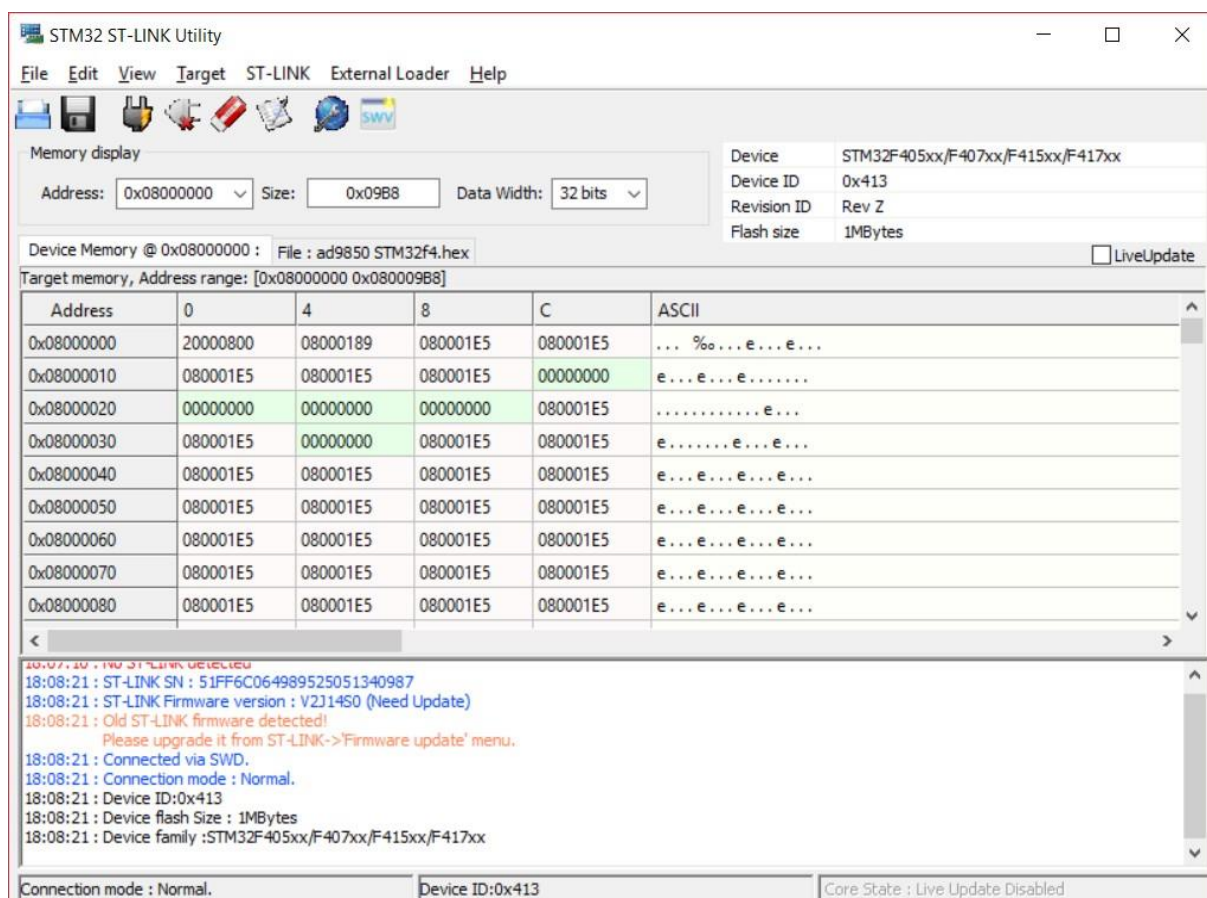 STM32 ST-LINK Utility
File Edit View Target ST-LINK External Loader Help
SWV
Memory display
Address: 0x08000000 Size: 0x09B8 Data Width: 32 bits
Device STM32F405xx/F407xx/F415xx/F417xx
Device ID 0x413
Revision ID Rev Z
Flash size 1MBytes
Device Memory @ 0x08000000 : File : ad9850 STM32f4.hex LiveUpdate
Target memory, Address range: [0x08000000 0x080009B8]
Address 0 4 8 C ASCII
0x08000000 20000800 08000189 080001E5 080001E5 ... ‰...e...e...
0x08000010 080001E5 080001E5 080001E5 00000000 e...e...e.......
0x08000020 00000000 00000000 00000000 080001E5 ............e...
0x08000030 080001E5 00000000 080001E5 080001E5 e.......e...e...
0x08000040 080001E5 080001E5 080001E5 080001E5 e...e...e...e...
0x08000050 080001E5 080001E5 080001E5 080001E5 e...e...e...e...
0x08000060 080001E5 080001E5 080001E5 080001E5 e...e...e...e...
0x08000070 080001E5 080001E5 080001E5 080001E5 e...e...e...e...
0x08000080 080001E5 080001E5 080001E5 080001E5 e...e...e...e...
18:07:10 : No ST-LINK detected
18:08:21 : ST-LINK SN : 51FF6C064989525051340987
18:08:21 : ST-LINK Firmware version : V2J14S0 (Need Update)
18:08:21 : Old ST-LINK firmware detected!
Please upgrade it from ST-LINK->'Firmware update' menu.
18:08:21 : Connected via SWD.
18:08:21 : Connection mode : Normal.
18:08:21 : Device ID:0x413
18:08:21 : Device flash Size : 1MBytes
18:08:21 : Device family :STM32F405xx/F407xx/F415xx/F417xx
Connection mode : Normal. Device ID:0x413 Core State : Live Update Disabled